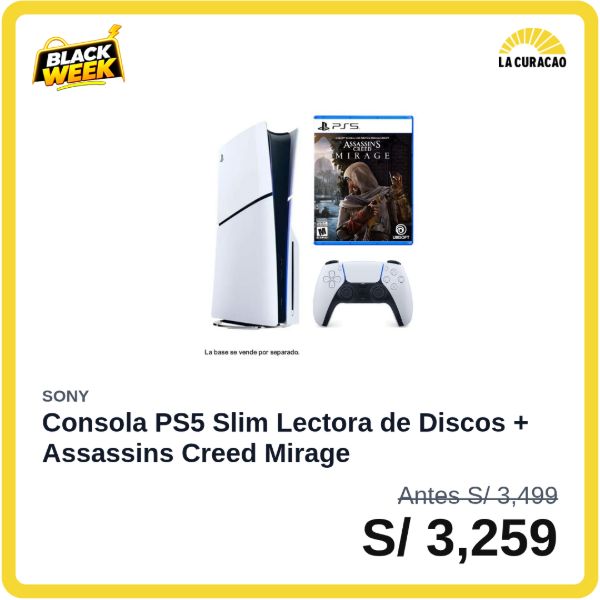 BLACK
WEEK
LA CURACAO
PS5
ASSASSIN'S
CREED
MIRAGE
UBISOFT
La base se vende por separado.
SONY
Consola PS5 Slim Lectora de Discos +
Assassins Creed Mirage
Antes S/ 3,499
S/ 3,259